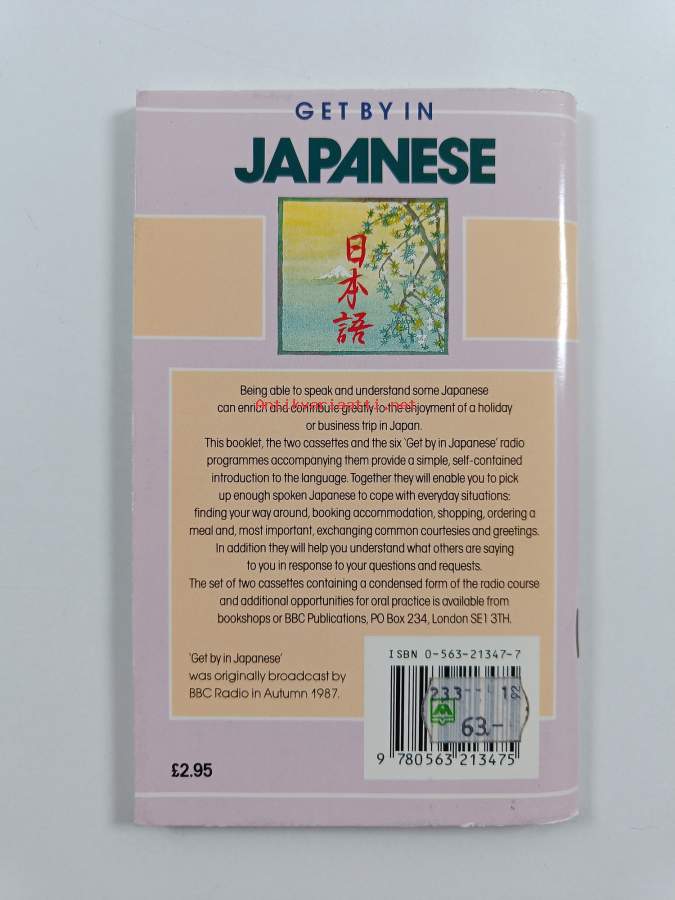 GET BY IN
JAPANESE
日本語
Being able to speak and understand some Japanese
can enrich and contribute greatly to the enjoyment of a holiday
Antikvariaatti.net
or business trip in Japan.
This booklet, the two cassettes and the six 'Get by in Japanese' radio
programmes accompanying them provide a simple, self-contained
introduction to the language. Together they will enable you to pick
up enough spoken Japanese to cope with everyday situations:
finding your way around, booking accommodation, shopping, ordering a
meal and, most important, exchanging common courtesies and greetings.
In addition they will help you understand what others are saying
to you in response to your questions and requests.
The set of two cassettes containing a condensed form of the radio course
and additional opportunities for oral practice is available from
bookshops or BBC Publications, PO Box 234, London SE1 3TH.
'Get by in Japanese'
was originally broadcast by
BBC Radio in Autumn 1987.
ISBN 0-563-21347-7
63.-
9 780563 213475
£2.95